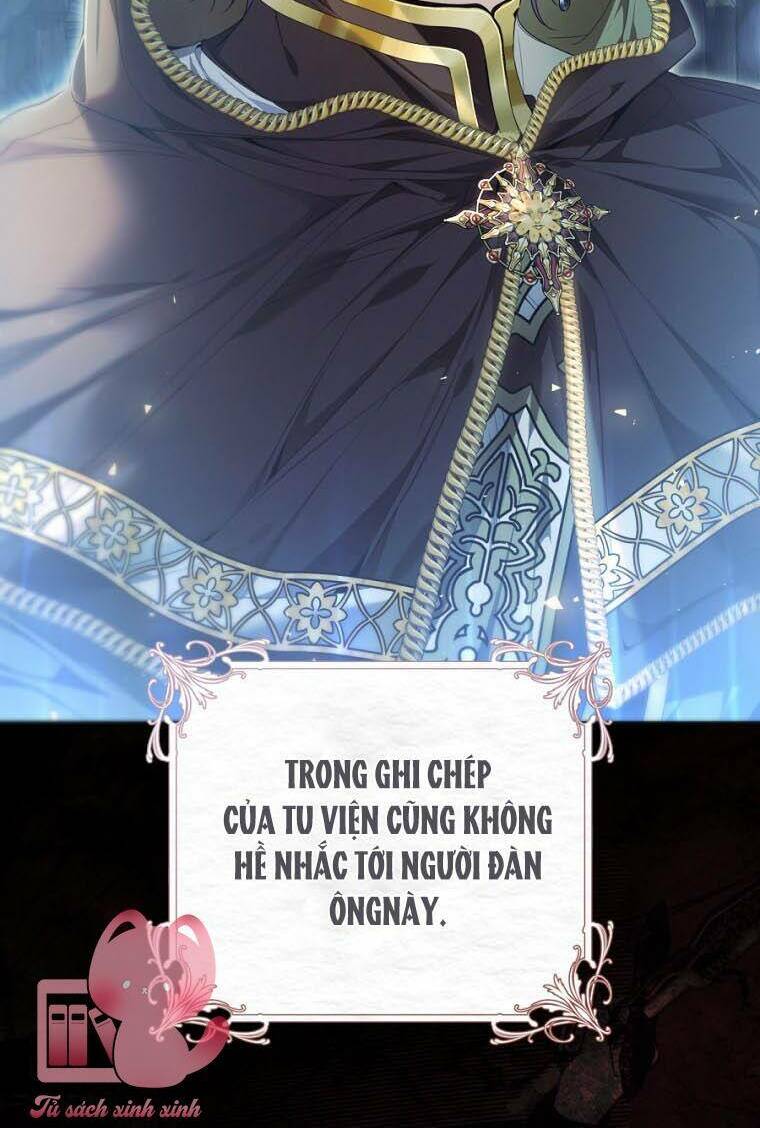 TRONG GHI CHÉP
CỦA TU VIỆN CŨNG KHÔNG
HỀ NHẮC TỚI NGƯỜI ĐÀN
ÔNGNÀY.
Tủ sách xinh xinh